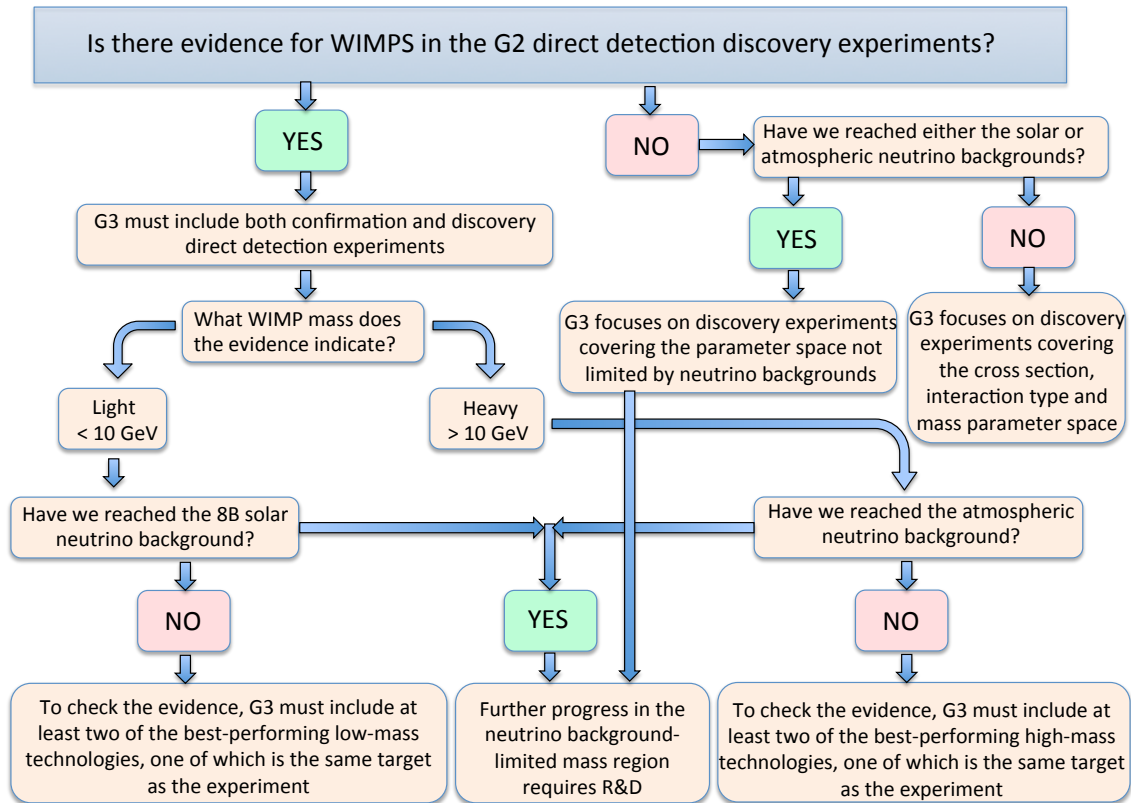 Is there evidence for WIMPS in the G2 direct detection discovery experiments?
YES
NO
Have we reached either the solar or
atmospheric neutrino backgrounds?
G3 must include both confirmation and discovery
direct detection experiments
YES
NO
What WIMP mass does
the evidence indicate?
G3 focuses on discovery experiments
covering the parameter space not
limited by neutrino backgrounds
G3 focuses on discovery
experiments covering
the cross section,
interaction type and
mass parameter space
Light
< 10 GeV
Heavy
> 10 GeV
Have we reached the 8B solar
neutrino background?
Have we reached the atmospheric
neutrino background?
NO
YES
NO
To check the evidence, G3 must include at
least two of the best-performing low-mass
technologies, one of which is the same target
as the experiment
Further progress in the
neutrino background-
limited mass region
requires R&D
To check the evidence, G3 must include at
least two of the best-performing high-mass
technologies, one of which is the same target
as the experiment